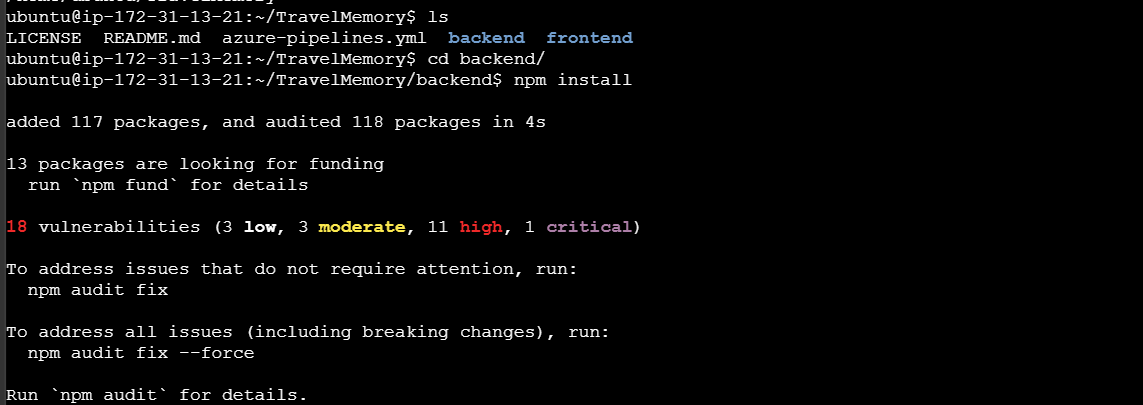 ubuntu@ip-172-31-13-21:~/TravelMemory$ ls
LICENSE  README.md  azure-pipelines.yml  backend  frontend
ubuntu@ip-172-31-13-21:~/TravelMemory$ cd backend/
ubuntu@ip-172-31-13-21:~/TravelMemory/backend$ npm install
added 117 packages, and audited 118 packages in 4s
13 packages are looking for funding
  run `npm fund` for details
18 vulnerabilities (3 low, 3 moderate, 11 high, 1 critical)
To address issues that do not require attention, run:
  npm audit fix
To address all issues (including breaking changes), run:
  npm audit fix --force
Run `npm audit` for details.